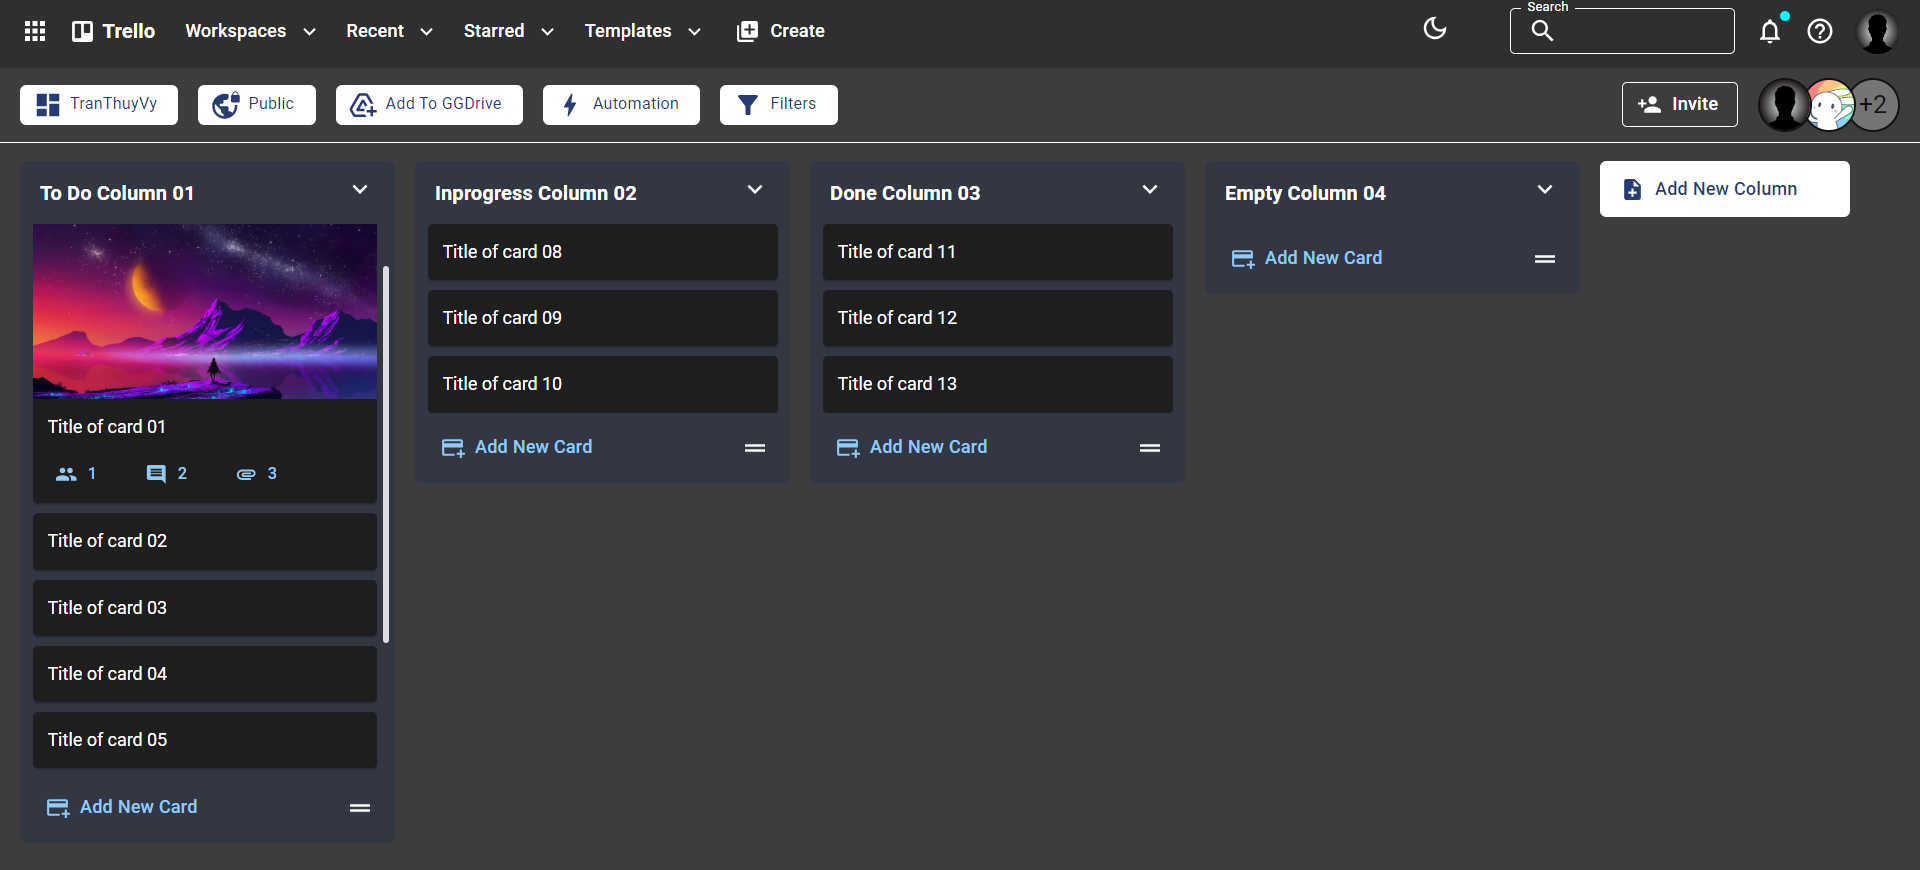 Trello Workspaces Recent Starred Templates Create Search
TranThuyVy Public Add To GGDrive Automation Filters Invite +2
To Do Column 01
Title of card 01
1 2 3
Title of card 02
Title of card 03
Title of card 04
Title of card 05
Add New Card
Inprogress Column 02
Title of card 08
Title of card 09
Title of card 10
Add New Card
Done Column 03
Title of card 11
Title of card 12
Title of card 13
Add New Card
Empty Column 04
Add New Card
Add New Column